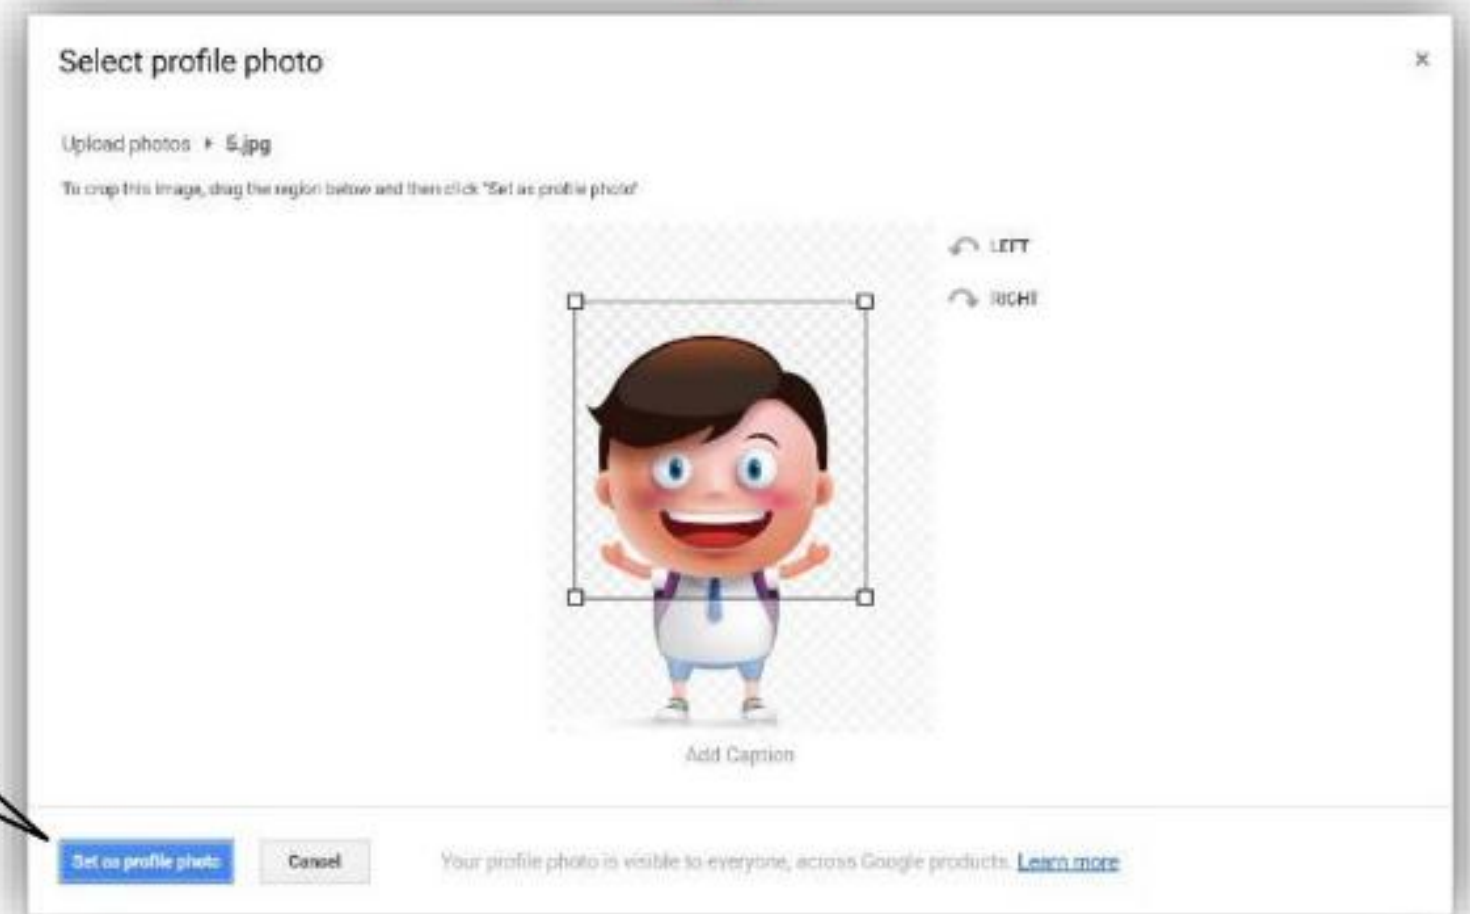 Select profile photo
×
Upload photos ▸ 5.jpg
To crop this image, drag the region below and then click "Set as profile photo"
LEFT
RIGHT
Add Caption
Set as profile photo
Cancel
Your profile photo is visible to everyone, across Google products. Learn more